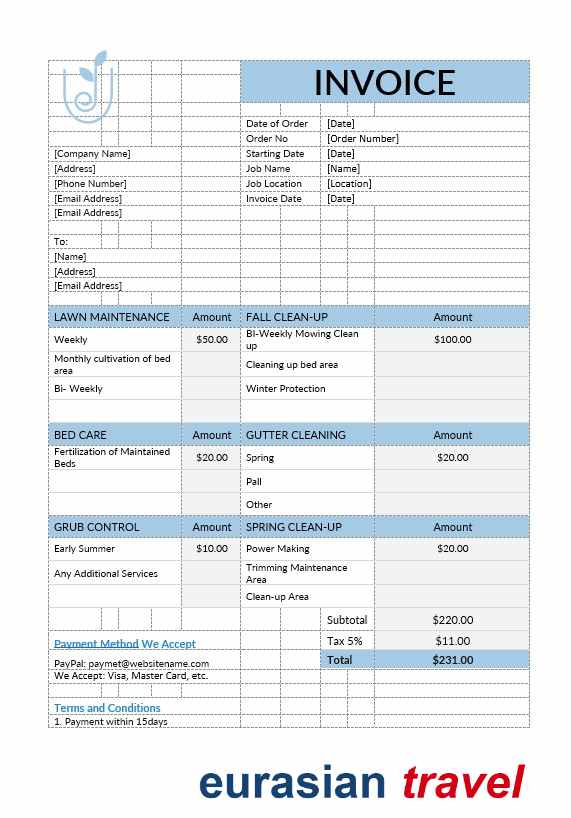 INVOICE
Date of Order [Date]
Order No [Order Number]
[Company Name] Starting Date [Date]
[Address] Job Name [Name]
[Phone Number] Job Location [Location]
[Email Address] Invoice Date [Date]
[Email Address]
To:
[Name]
[Address]
[Email Address]
LAWN MAINTENANCE Amount FALL CLEAN-UP Amount
Weekly $50.00 BI-Weekly Mowing Clean up $100.00
Monthly cultivation of bed area Cleaning up bed area
Bi- Weekly Winter Protection
BED CARE Amount GUTTER CLEANING Amount
Fertilization of Maintained Beds $20.00 Spring $20.00
Pall
Other
GRUB CONTROL Amount SPRING CLEAN-UP Amount
Early Summer $10.00 Power Making $20.00
Any Additional Services Trimming Maintenance Area
Clean-up Area
Subtotal $220.00
Payment Method We Accept Tax 5% $11.00
PayPal: paymet@websitename.com Total $231.00
We Accept: Visa, Master Card, etc.
Terms and Conditions
1. Payment within 15days
eurasian travel